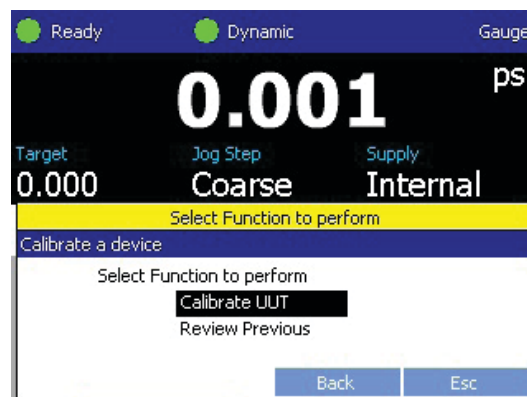 Ready Dynamic Gauge
0.001 ps
Target Jog Step Supply
0.000 Coarse Internal
Select Function to perform
Calibrate a device
Select Function to perform
Calibrate UUT
Review Previous
Back Esc